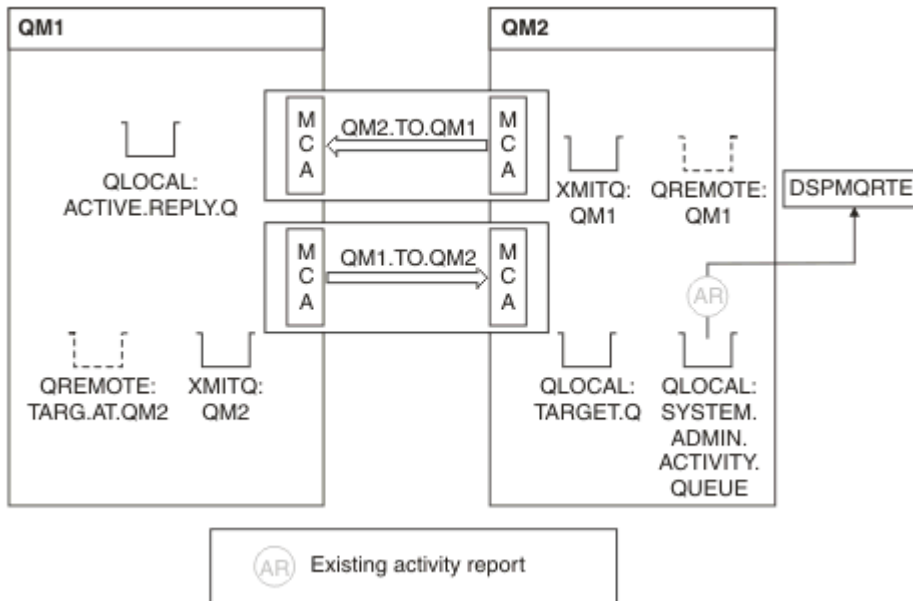 QM1
QM2
M
C
A
QM2.TO.QM1
M
C
A
QLOCAL:
ACTIVE.REPLY.Q
XMITQ:
QM1
QREMOTE:
QM1
DSPMQRTE
M
C
A
QM1.TO.QM2
M
C
A
AR
QREMOTE:
TARG.AT.QM2
XMITQ:
QM2
QLOCAL:
TARGET.Q
QLOCAL:
SYSTEM.
ADMIN.
ACTIVITY.
QUEUE
AR Existing activity report